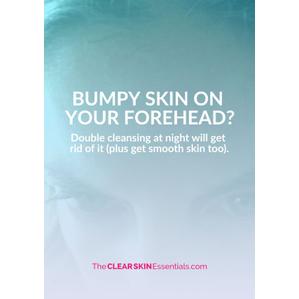 BUMPY SKIN ON
YOUR FOREHEAD?
Double cleansing at night will get
rid of it (plus get smooth skin too).
TheCLEARSKINEssentials.com